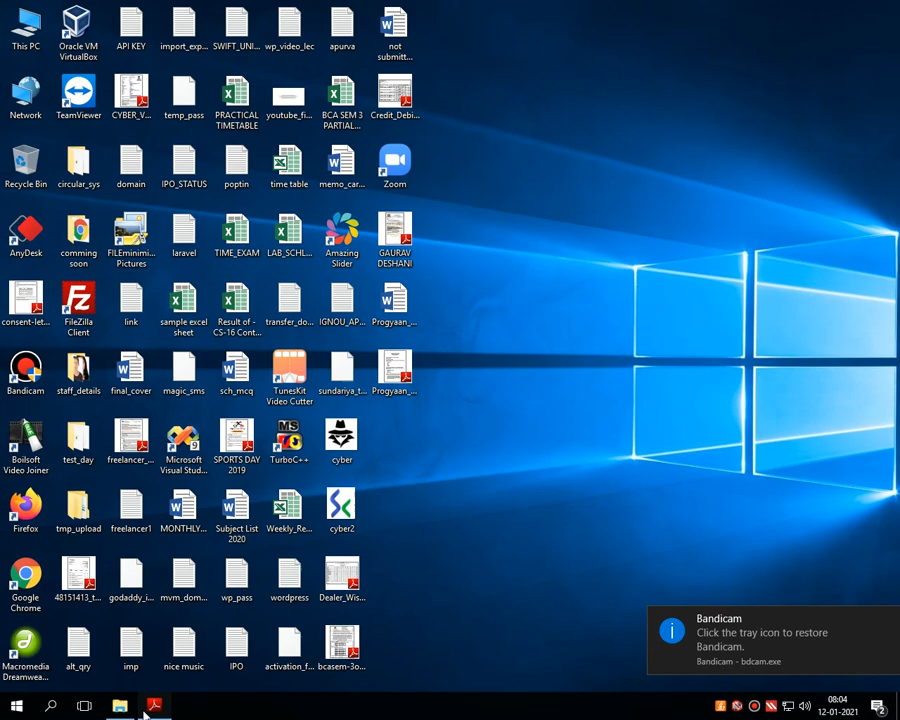 This PC
Oracle VM
VirtualBox
API KEY
import_exp...
SWIFT_UNI...
wp_video_lec
apurva
not
submitt...
Network
TeamViewer
CYBER_V...
temp_pass
PRACTICAL
TIMETABLE
youtube_fi...
BCA SEM 3
PARTIAL...
Credit_Debi...
Recycle Bin
circular_sys
domain
IPO_STATUS
poptin
time table
memo_car...
Zoom
AnyDesk
comming
soon
FILEminimi...
Pictures
laravel
TIME_EXAM
LAB_SCHL...
Amazing
Slider
GAURAV
DESHANI
consent-let...
FileZilla
Client
link
sample excel
sheet
Result of -
CS-16 Cont...
transfer_do...
IGNOU_AP...
Progyaan_...
Bandicam
staff_details
final_cover
magic_sms
sch_mcq
TunesKit
Video Cutter
sundariya_t...
Progyaan_...
Boilsoft
Video Joiner
test_day
freelancer_...
Microsoft
Visual Stud...
SPORTS DAY
2019
MS
TurboC++
cyber
Firefox
tmp_upload
freelancer1
MONTHLY...
Subject List
2020
Weekly_Re...
cyber2
Google
Chrome
48151413_t...
godaddy_i...
mvm_dom...
wp_pass
wordpress
Dealer_Wis...
Macromedia
Dreamwea...
alt_qry
imp
nice music
IPO
activation_f...
bcasem-3o...
Bandicam
Click the tray icon to restore
Bandicam.
Bandicam - bdcam.exe
08:04
12-01-2021
2